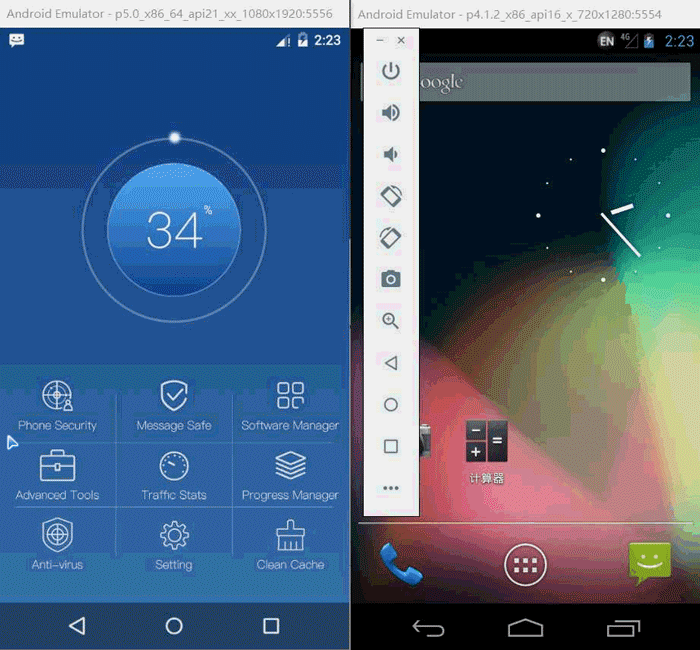 Android Emulator - p5.0_x86_64_api21_xx_1080x1920:5556
2:23
34%
Phone Security
Message Safe
Software Manager
Advanced Tools
Traffic Stats
Progress Manager
Anti-virus
Setting
Clean Cache
Android Emulator - p4.1.2_x86_api16_x_720x1280:5554
EN 4G 2:23
oogle
计算器